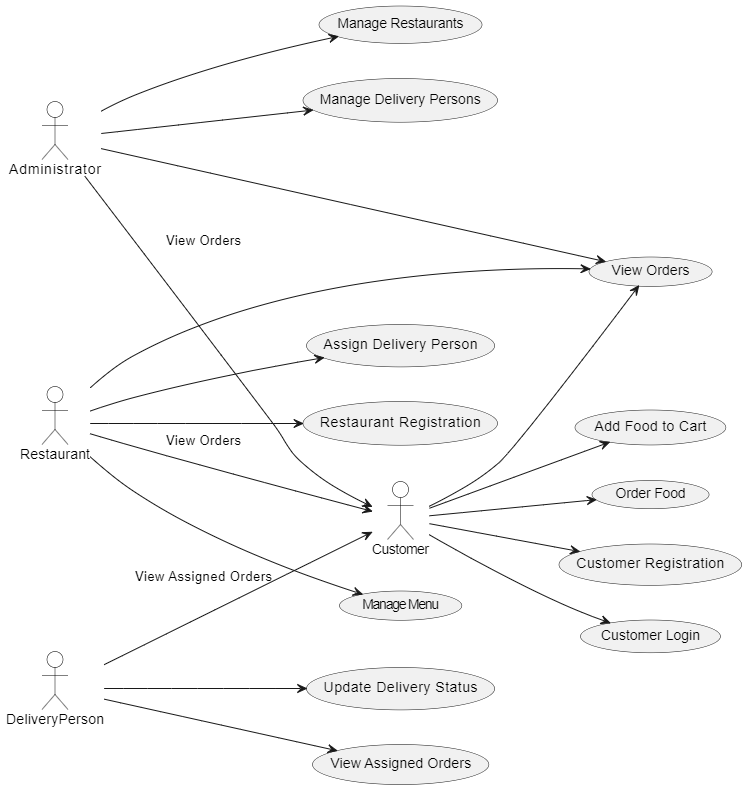 Manage Restaurants
Manage Delivery Persons
Administrator
View Orders
View Orders
Assign Delivery Person
Restaurant Registration
Add Food to Cart
View Orders
Restaurant
Order Food
Customer
Customer Registration
View Assigned Orders
Manage Menu
Customer Login
Update Delivery Status
DeliveryPerson
View Assigned Orders